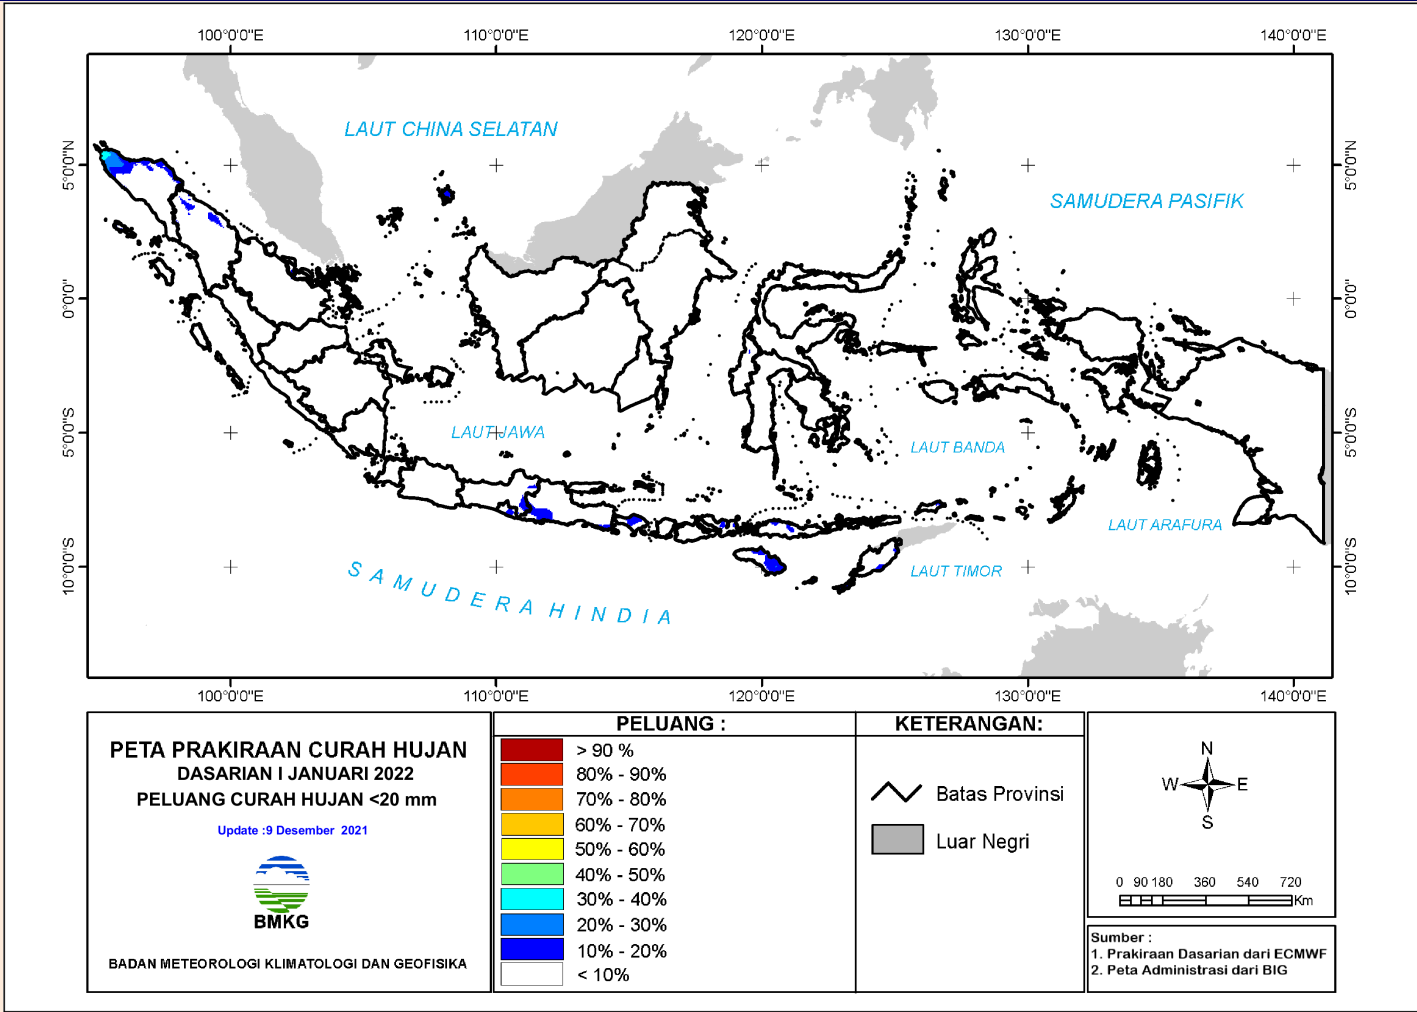 100°0'0"E 110°0'0"E 120°0'0"E 130°0'0"E 140°0'0"E
5°0'0"N
0°0'0"
5°0'0"S
10°0'0"S
LAUT CHINA SELATAN
SAMUDERA PASIFIK
LAUT JAWA
LAUT BANDA
LAUT ARAFURA
LAUT TIMOR
SAMUDERA HINDIA
5°0'0"N
0°0'0"
5°0'0"S
10°0'0"S
100°0'0"E 110°0'0"E 120°0'0"E 130°0'0"E 140°0'0"E
PETA PRAKIRAAN CURAH HUJAN
DASARIAN I JANUARI 2022
PELUANG CURAH HUJAN <20 mm
Update :9 Desember 2021
BMKG
BADAN METEOROLOGI KLIMATOLOGI DAN GEOFISIKA
PELUANG :
> 90 %
80% - 90%
70% - 80%
60% - 70%
50% - 60%
40% - 50%
30% - 40%
20% - 30%
10% - 20%
< 10%
KETERANGAN:
Batas Provinsi
Luar Negri
N
W E
S
0 90 180 360 540 720
Km
Sumber :
1. Prakiraan Dasarian dari ECMWF
2. Peta Administrasi dari BIG